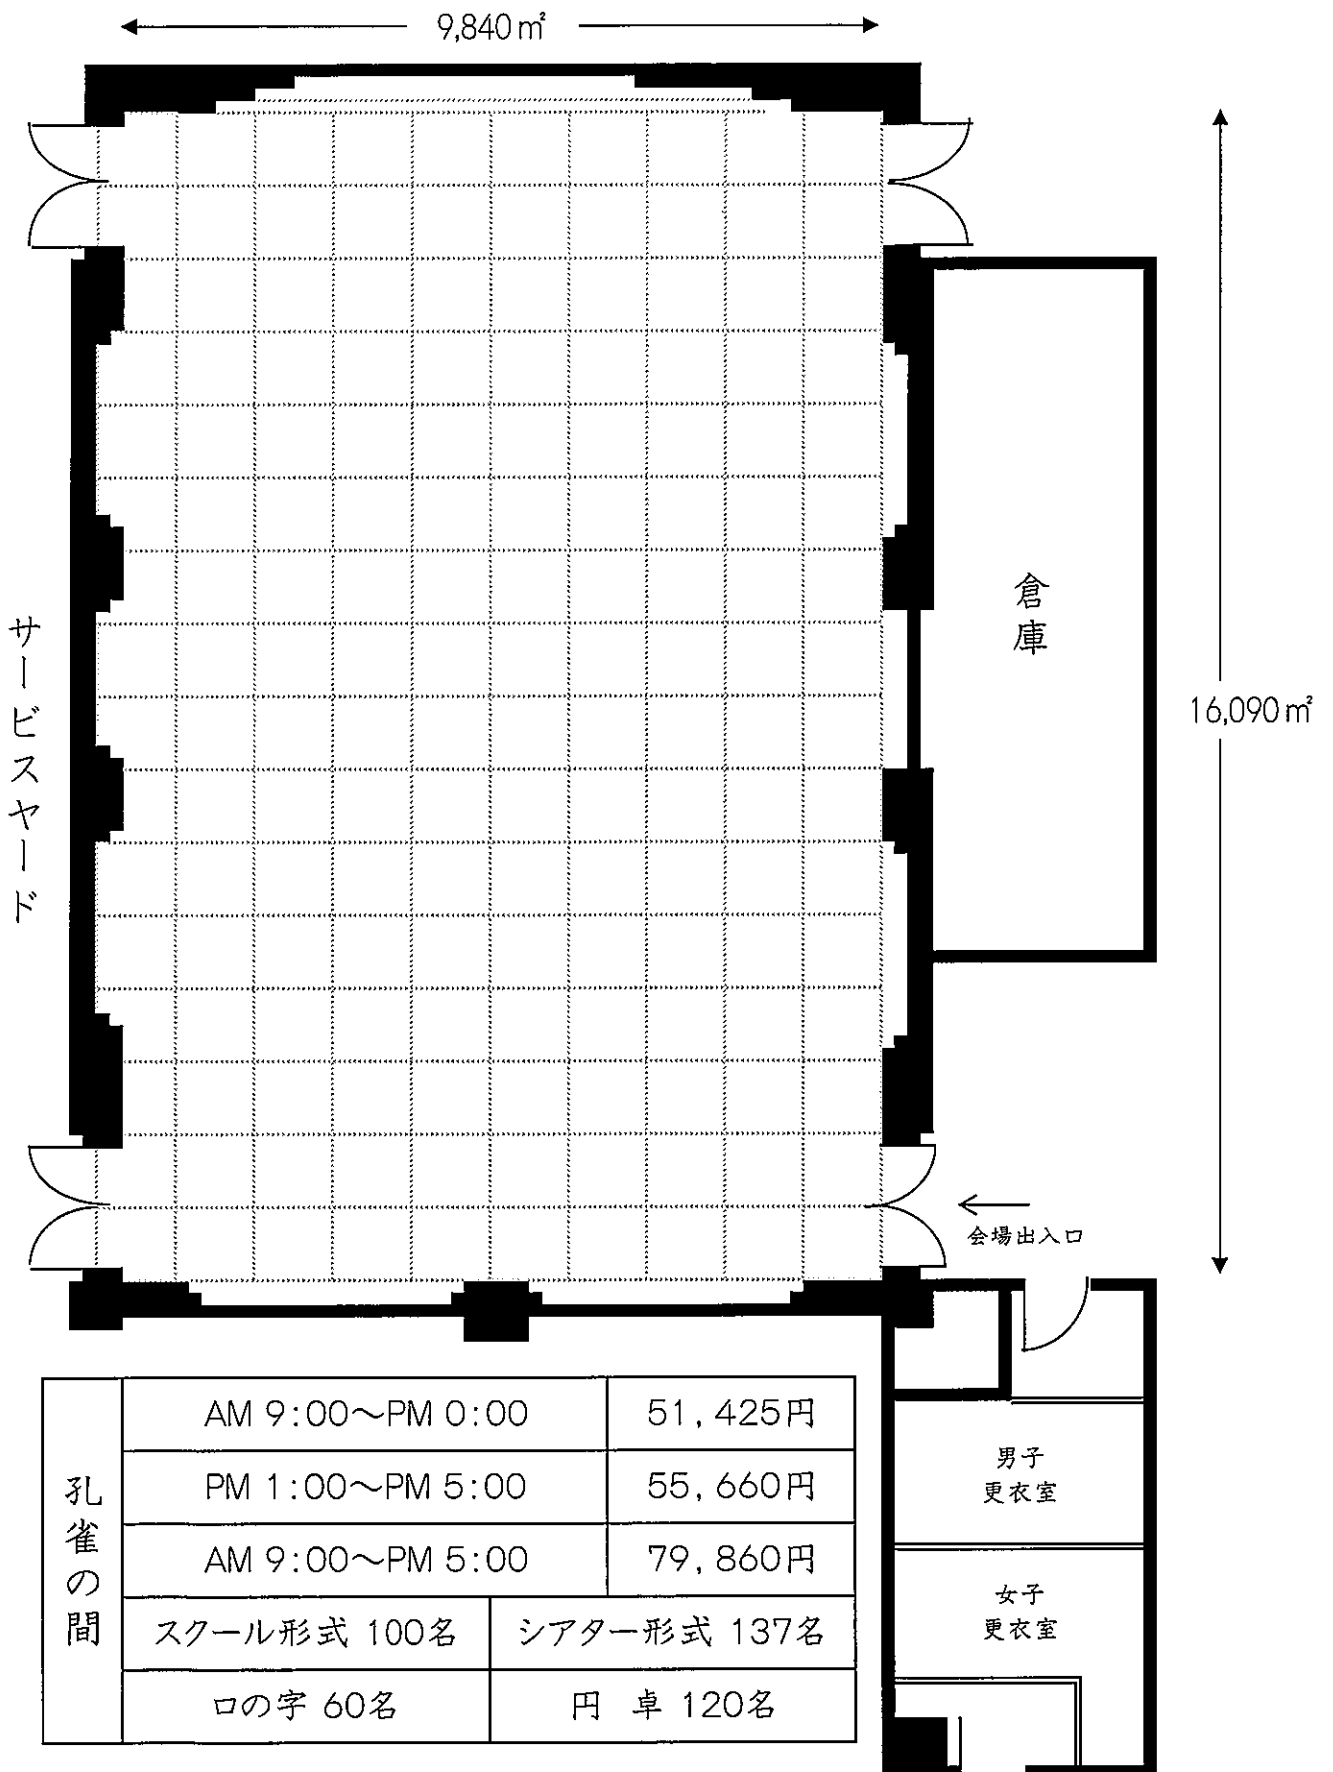 9,840㎡
倉庫
サービスヤード
16,090㎡
会場出入口
孔雀の間
AM 9:00～PM 0:00 51,425円
PM 1:00～PM 5:00 55,660円
AM 9:00～PM 5:00 79,860円
スクール形式 100名 シアター形式 137名
ロの字 60名 円 卓 120名
男子
更衣室
女子
更衣室